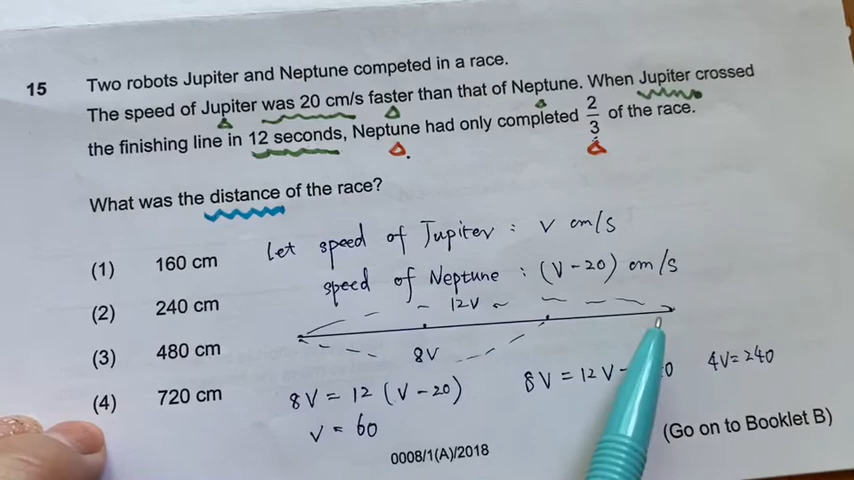 15 Two robots Jupiter and Neptune competed in a race.
The speed of Jupiter was 20 cm/s faster than that of Neptune. When Jupiter crossed
the finishing line in 12 seconds, Neptune had only completed 2/3 of the race.
What was the distance of the race?
Let speed of Jupiter : v cm/s
(1) 160 cm
speed of Neptune : (v-20) cm/s
12v
(2) 240 cm
(3) 480 cm
8v
8v = 12 (v-20) 8v = 12v - 0 4v = 240
(4) 720 cm
v = 60
(Go on to Booklet B)
0008/1(A)/2018